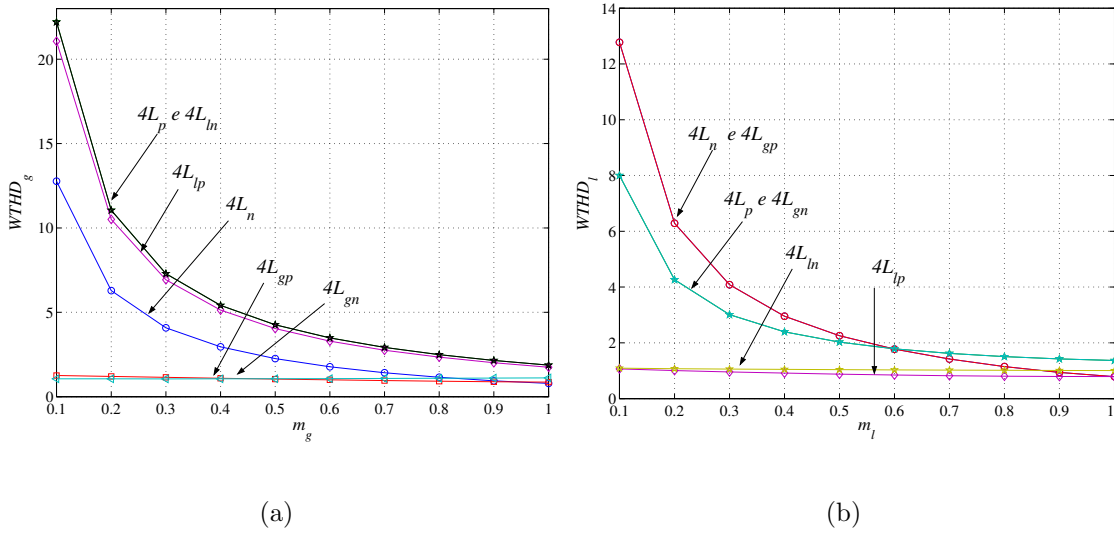 20
15
10
5
0
0.1 0.2 0.3 0.4 0.5 0.6 0.7 0.8 0.9 1
WTHD_g
m_g
4L_p e 4L_ln
4L_lp
4L_n
4L_gp
4L_gn
(a)
14
12
10
8
6
4
2
0
0.1 0.2 0.3 0.4 0.5 0.6 0.7 0.8 0.9 1
WTHD_l
m_l
4L_n e 4L_gp
4L_p e 4L_gn
4L_ln
4L_lp
(b)